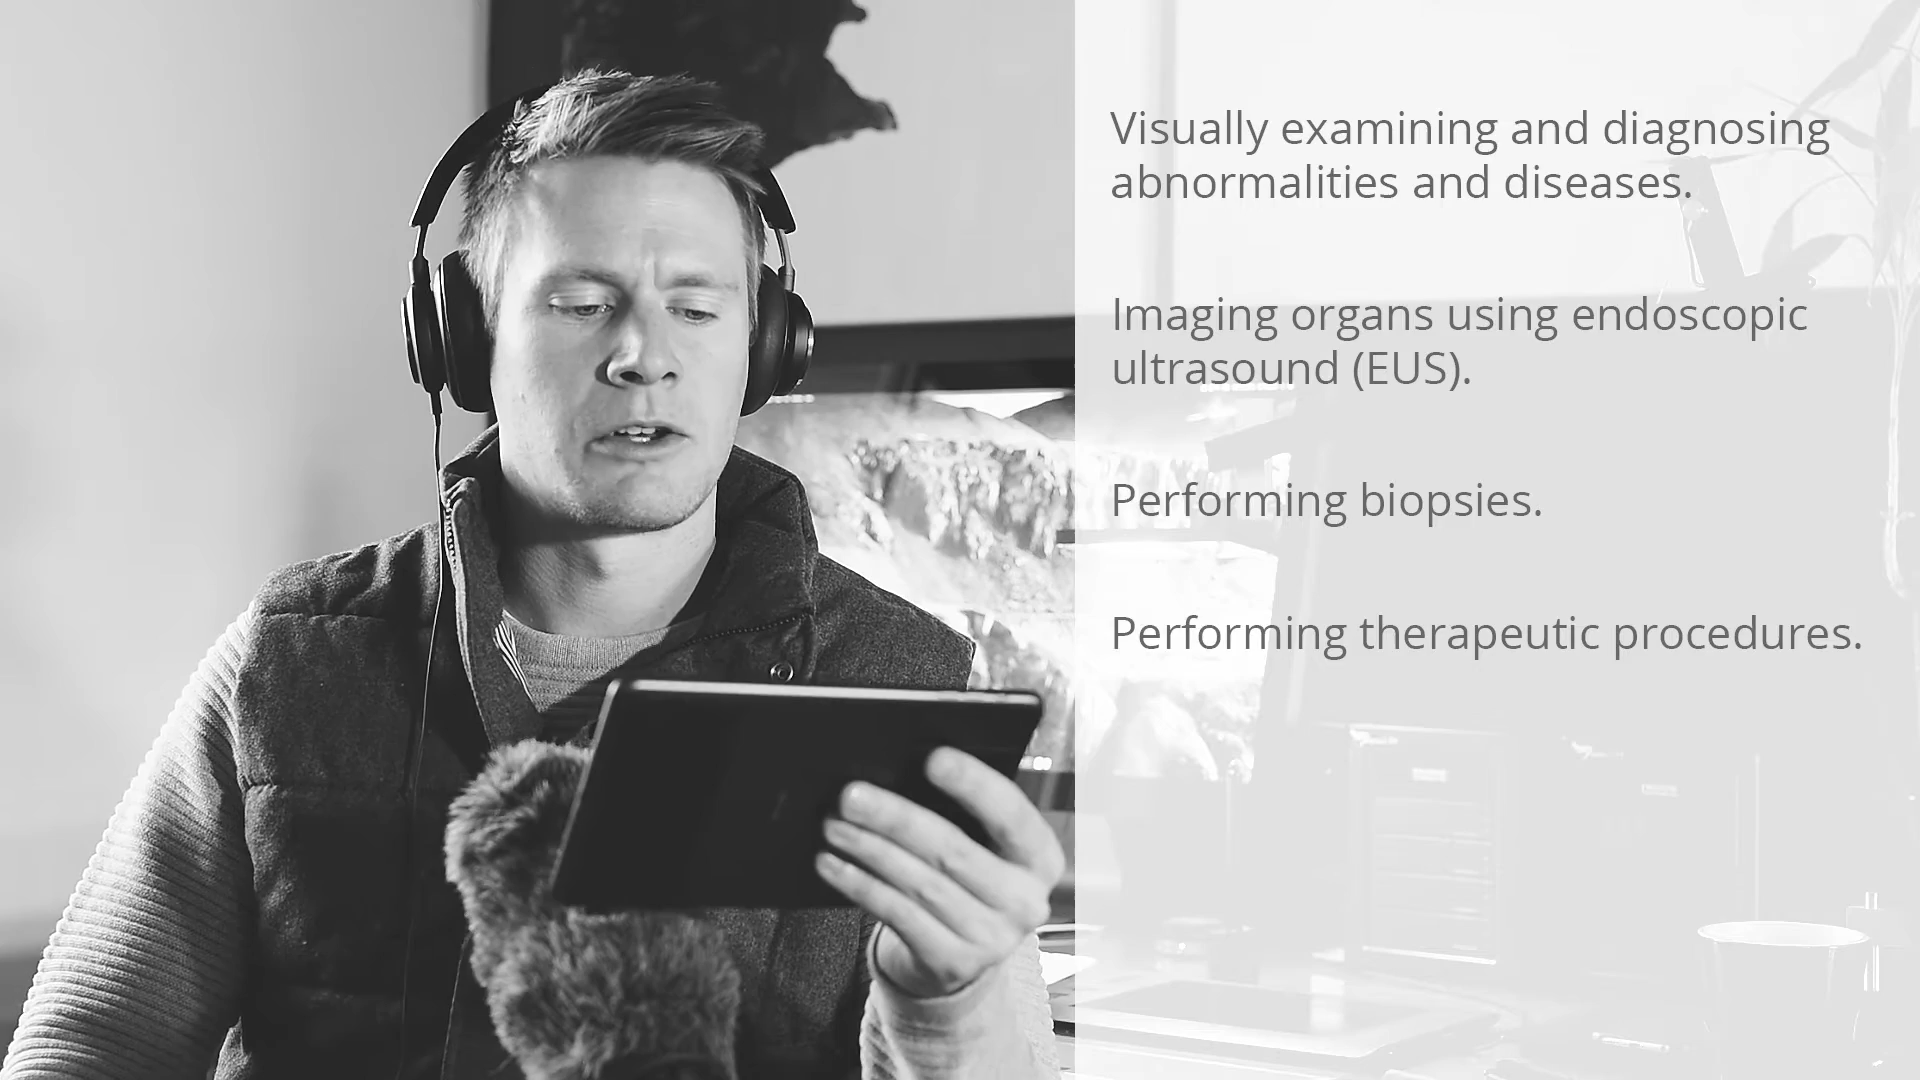 Visually examining and diagnosing
abnormalities and diseases.
Imaging organs using endoscopic
ultrasound (EUS).
Performing biopsies.
Performing therapeutic procedures.